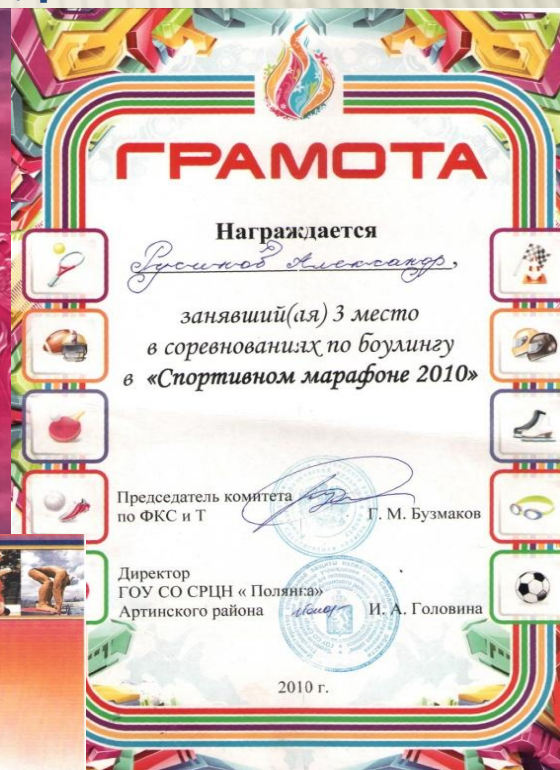 ГРАМОТА
Награждается
Русинов Александр,
занявший(ая) 3 место
в соревнованиях по боулингу
в «Спортивном марафоне 2010»
Председатель комитета
по ФКС и Т Г. М. Бузмаков
Директор
ГОУ СО СРЦН « Полянка»
Артинского района И. А. Головина
2010 г.